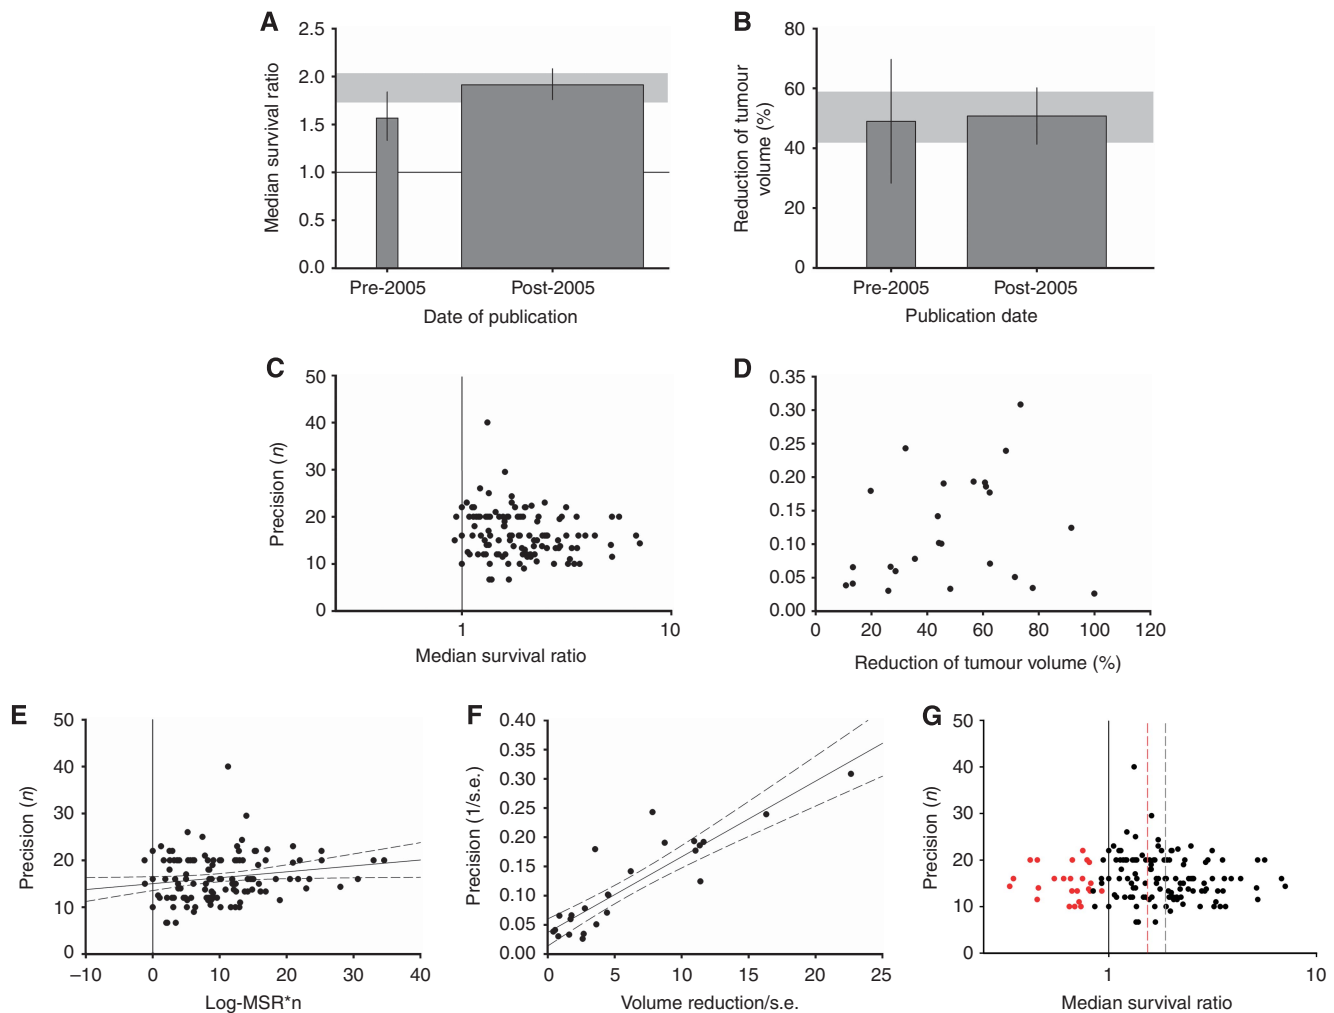 A
2.5
2.0
1.5
1.0
0.5
0.0
Median survival ratio
Pre-2005 Post-2005
Date of publication
B
80
60
40
20
0
Reduction of tumour
volume (%)
Pre-2005 Post-2005
Publication date
C
50
40
30
20
10
0
Precision (n)
1 10
Median survival ratio
D
0.35
0.30
0.25
0.20
0.15
0.10
0.05
0.00
0 20 40 60 80 100 120
Reduction of tumour volume (%)
E
50
40
30
20
10
0
Precision (n)
–10 0 10 20 30 40
Log-MSR*n
F
0.40
0.35
0.30
0.25
0.20
0.15
0.10
0.05
0.00
Precision (1/s.e.)
0 5 10 15 20 25
Volume reduction/s.e.
G
50
40
30
20
10
0
Precision (n)
1 10
Median survival ratio